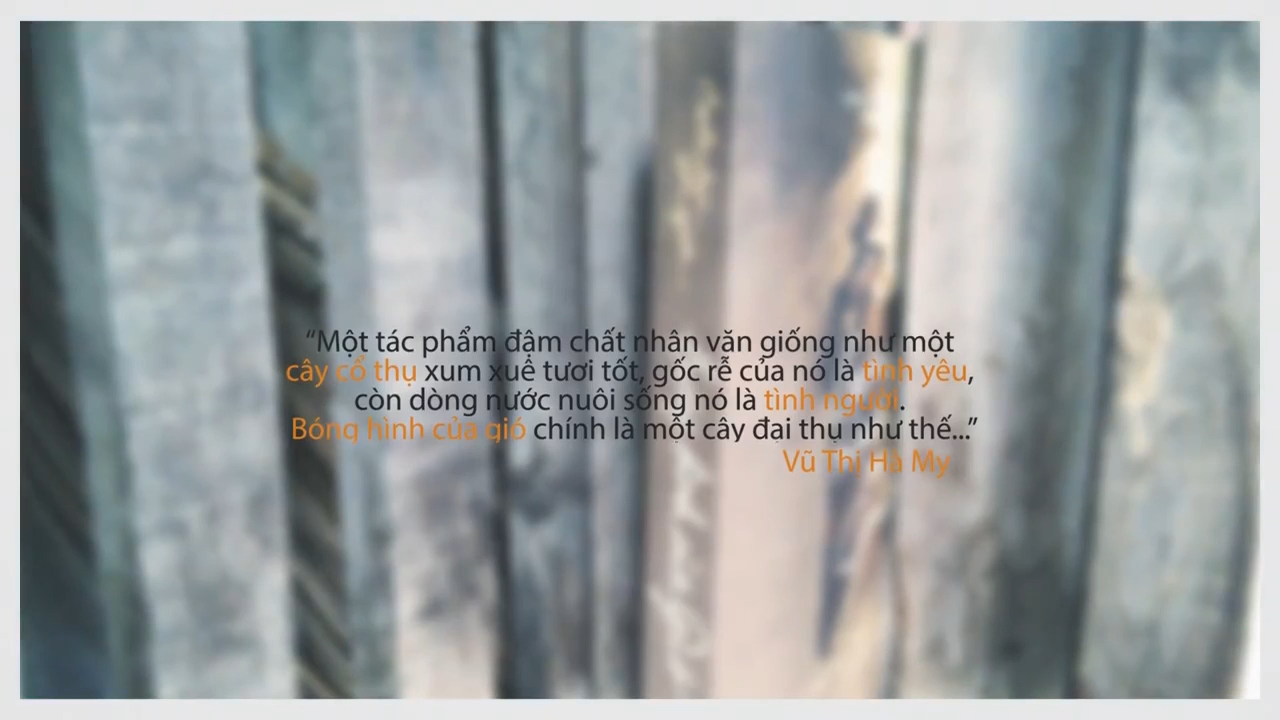 “Một tác phẩm đậm chất nhân văn giống như một
cây cổ thụ xum xuê tươi tốt, gốc rễ của nó là tình yêu,
còn dòng nước nuôi sống nó là tình người.
Bóng hình của gió chính là một cây đại thụ như thế...”
Vũ Thị Hà My